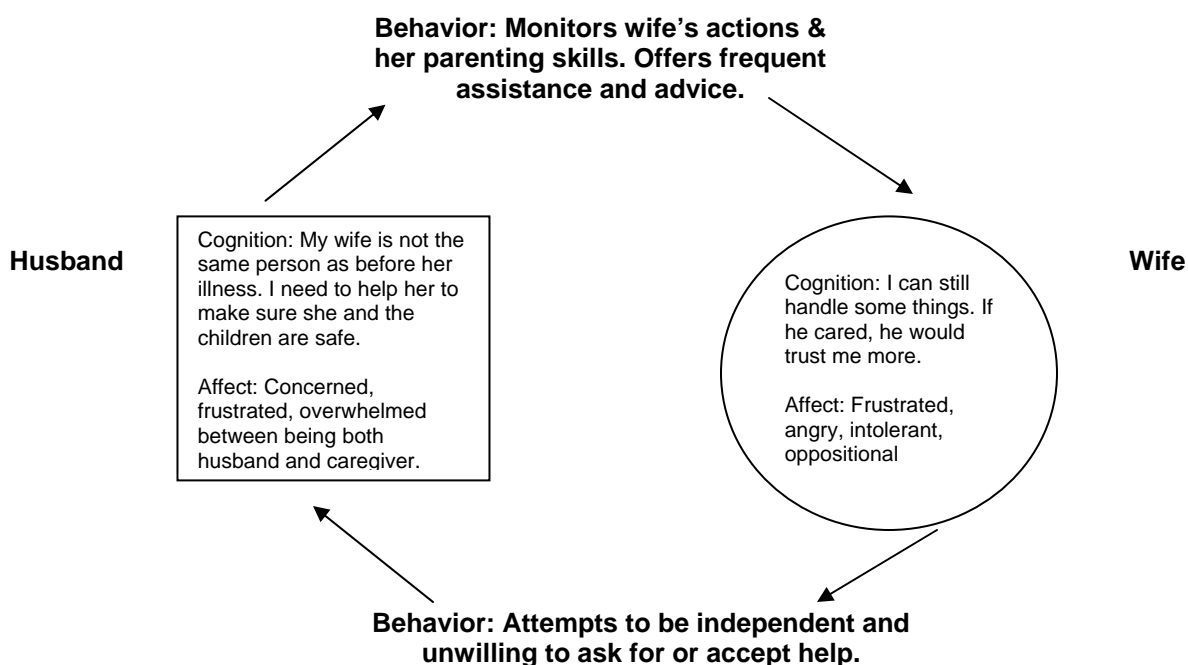 Behavior: Monitors wife’s actions &
her parenting skills. Offers frequent
assistance and advice.
Husband
Cognition: My wife is not the
same person as before her
illness. I need to help her to
make sure she and the
children are safe.
Affect: Concerned,
frustrated, overwhelmed
between being both
husband and caregiver.
Wife
Cognition: I can still
handle some things. If
he cared, he would
trust me more.
Affect: Frustrated,
angry, intolerant,
oppositional
Behavior: Attempts to be independent and
unwilling to ask for or accept help.